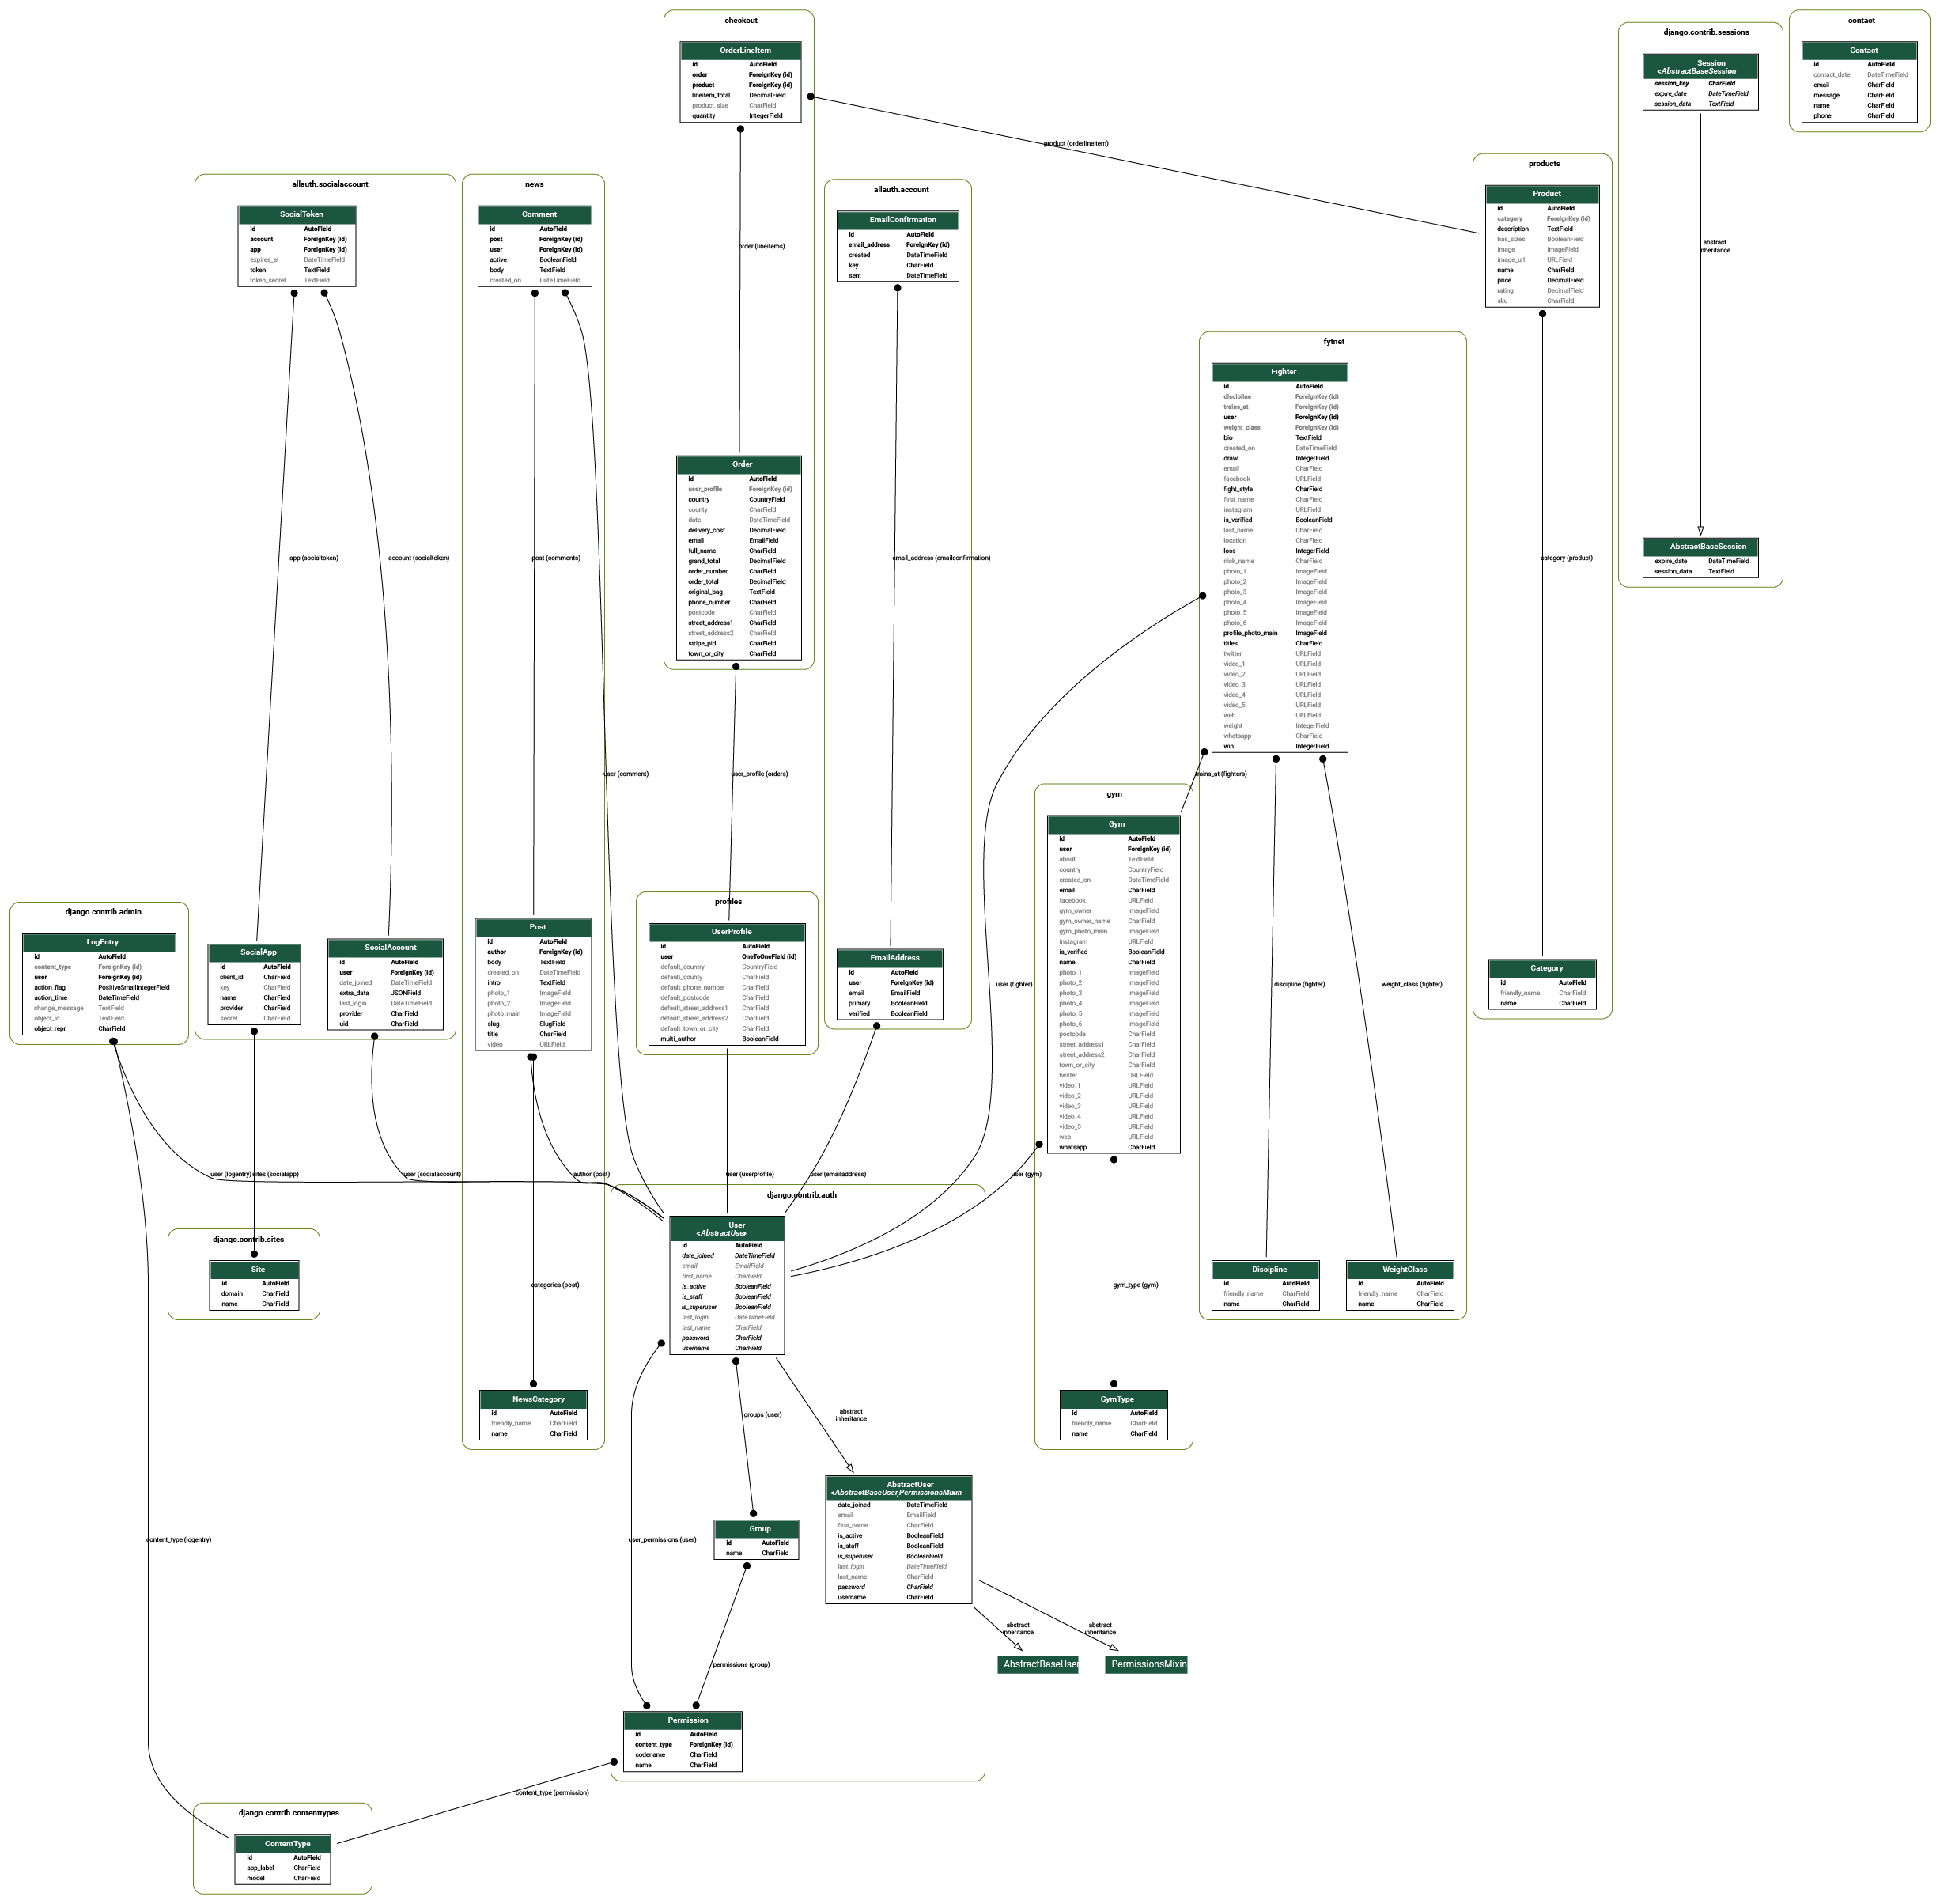 checkout
OrderLineItem
id AutoField
order ForeignKey (id)
product ForeignKey (id)
lineitem_total DecimalField
product_size CharField
quantity IntegerField
product (orderlineitem)
order (lineitems)
Order
id AutoField
user_profile ForeignKey (id)
country CountryField
county CharField
date DateTimeField
delivery_cost DecimalField
email EmailField
full_name CharField
grand_total DecimalField
order_number CharField
order_total DecimalField
original_bag TextField
phone_number CharField
postcode CharField
street_address1 CharField
street_address2 CharField
stripe_pid CharField
town_or_city CharField
user_profile (orders)
django.contrib.sessions
Session
<AbstractBaseSession
session_key CharField
expire_date DateTimeField
session_data TextField
abstract
inheritance
AbstractBaseSession
expire_date DateTimeField
session_data TextField
contact
Contact
id AutoField
contact_date DateTimeField
email CharField
message CharField
name CharField
phone CharField
products
Product
id AutoField
category ForeignKey (id)
description TextField
has_sizes BooleanField
image ImageField
image_url URLField
name CharField
price DecimalField
rating DecimalField
sku CharField
category (product)
Category
id AutoField
friendly_name CharField
name CharField
allauth.socialaccount
SocialToken
id AutoField
account ForeignKey (id)
app ForeignKey (id)
expires_at DateTimeField
token TextField
token_secret TextField
app (socialtoken)
account (socialtoken)
SocialApp
id AutoField
client_id CharField
key CharField
name CharField
provider CharField
secret CharField
SocialAccount
id AutoField
user ForeignKey (id)
date_joined DateTimeField
extra_data JSONField
last_login DateTimeField
provider CharField
uid CharField
news
Comment
id AutoField
post ForeignKey (id)
user ForeignKey (id)
active BooleanField
body TextField
created_on DateTimeField
post (comments)
user (comment)
Post
id AutoField
author ForeignKey (id)
body TextField
created_on DateTimeField
intro TextField
photo_1 ImageField
photo_2 ImageField
photo_main ImageField
slug SlugField
title CharField
video URLField
author (post)
categories (post)
NewsCategory
id AutoField
friendly_name CharField
name CharField
allauth.account
EmailConfirmation
id AutoField
email_address ForeignKey (id)
created DateTimeField
key CharField
sent DateTimeField
email_address (emailconfirmation)
EmailAddress
id AutoField
user ForeignKey (id)
email EmailField
primary BooleanField
verified BooleanField
user (emailaddress)
fytnet
Fighter
id AutoField
discipline ForeignKey (id)
trains_at ForeignKey (id)
user ForeignKey (id)
weight_class ForeignKey (id)
bio TextField
created_on DateTimeField
draw IntegerField
email CharField
facebook URLField
fight_style CharField
first_name CharField
instagram URLField
is_verified BooleanField
last_name CharField
location CharField
loss IntegerField
nick_name CharField
photo_1 ImageField
photo_2 ImageField
photo_3 ImageField
photo_4 ImageField
photo_5 ImageField
photo_6 ImageField
profile_photo_main ImageField
titles CharField
twitter URLField
video_1 URLField
video_2 URLField
video_3 URLField
video_4 URLField
video_5 URLField
web URLField
weight IntegerField
whatsapp CharField
win IntegerField
trains_at (fighters)
user (fighter)
discipline (fighter)
weight_class (fighter)
Discipline
id AutoField
friendly_name CharField
name CharField
WeightClass
id AutoField
friendly_name CharField
name CharField
gym
Gym
id AutoField
user ForeignKey (id)
about TextField
country CountryField
created_on DateTimeField
email CharField
facebook URLField
gym_owner ImageField
gym_owner_name CharField
gym_photo_main ImageField
instagram URLField
is_verified BooleanField
name CharField
photo_1 ImageField
photo_2 ImageField
photo_3 ImageField
photo_4 ImageField
photo_5 ImageField
photo_6 ImageField
postcode CharField
street_address1 CharField
street_address2 CharField
town_or_city CharField
twitter URLField
video_1 URLField
video_2 URLField
video_3 URLField
video_4 URLField
video_5 URLField
web URLField
whatsapp CharField
user (gym)
gym_type (gym)
GymType
id AutoField
friendly_name CharField
name CharField
django.contrib.admin
LogEntry
id AutoField
content_type ForeignKey (id)
user ForeignKey (id)
action_flag PositiveSmallIntegerField
action_time DateTimeField
change_message TextField
object_id TextField
object_repr CharField
user (logentry)
sites (socialapp)
user (socialaccount)
content_type (logentry)
profiles
UserProfile
id AutoField
user OneToOneField (id)
default_country CountryField
default_county CharField
default_phone_number CharField
default_postcode CharField
default_street_address1 CharField
default_street_address2 CharField
default_town_or_city CharField
multi_author BooleanField
user (userprofile)
django.contrib.sites
Site
id AutoField
domain CharField
name CharField
django.contrib.auth
User
<AbstractUser
id AutoField
date_joined DateTimeField
email EmailField
first_name CharField
is_active BooleanField
is_staff BooleanField
is_superuser BooleanField
last_login DateTimeField
last_name CharField
password CharField
username CharField
groups (user)
abstract
inheritance
user_permissions (user)
Group
id AutoField
name CharField
permissions (group)
AbstractUser
<AbstractBaseUser,PermissionsMixin
date_joined DateTimeField
email EmailField
first_name CharField
is_active BooleanField
is_staff BooleanField
is_superuser BooleanField
last_login DateTimeField
last_name CharField
password CharField
username CharField
abstract
inheritance
abstract
inheritance
AbstractBaseUser
PermissionsMixin
Permission
id AutoField
content_type ForeignKey (id)
codename CharField
name CharField
content_type (permission)
django.contrib.contenttypes
ContentType
id AutoField
app_label CharField
model CharField